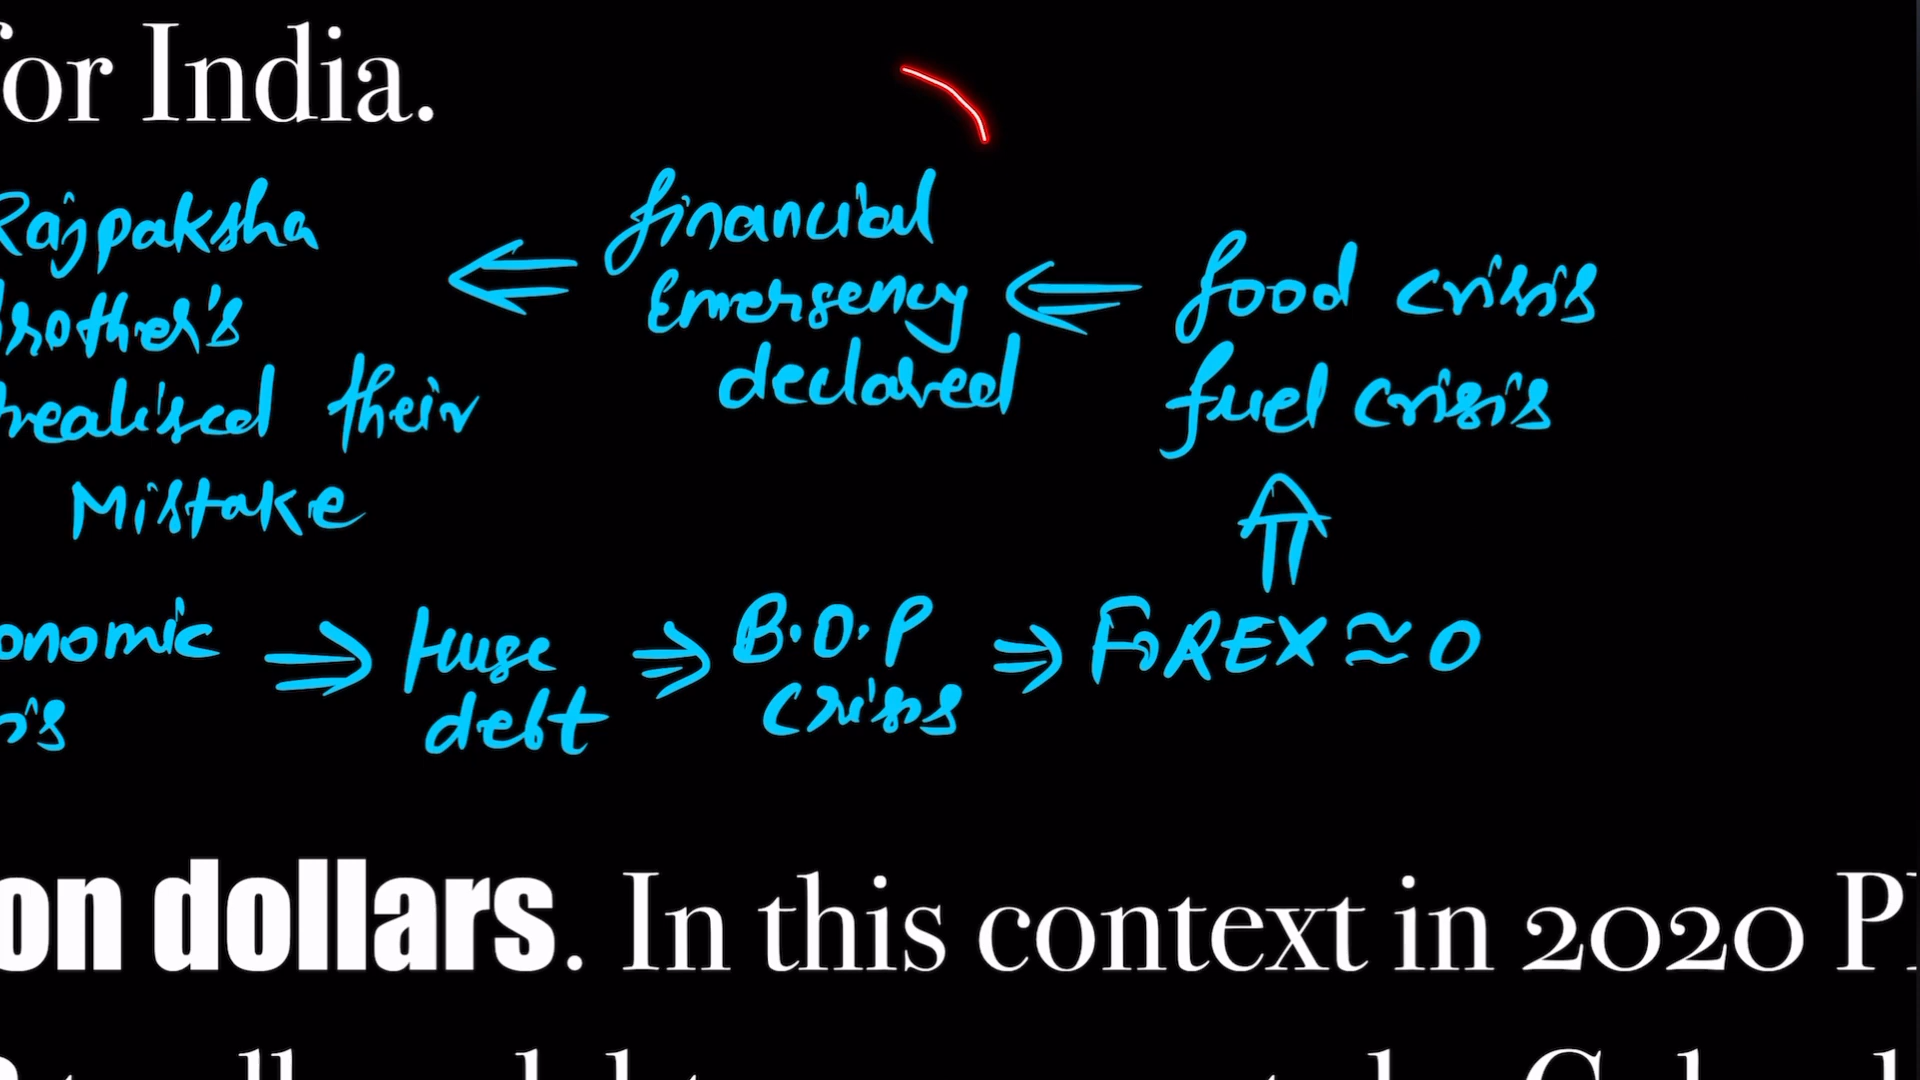 for India.
Rajpaksha
brother's
realised their
Mistake
⇐
financial
Emergency
declared
⇐
food crisis
fuel crisis
⇑
onomic
is
⇒
Huge
debt
⇒
B.O.P
crisis
⇒
FOREX ≈ 0
on dollars. In this context in 2020 P